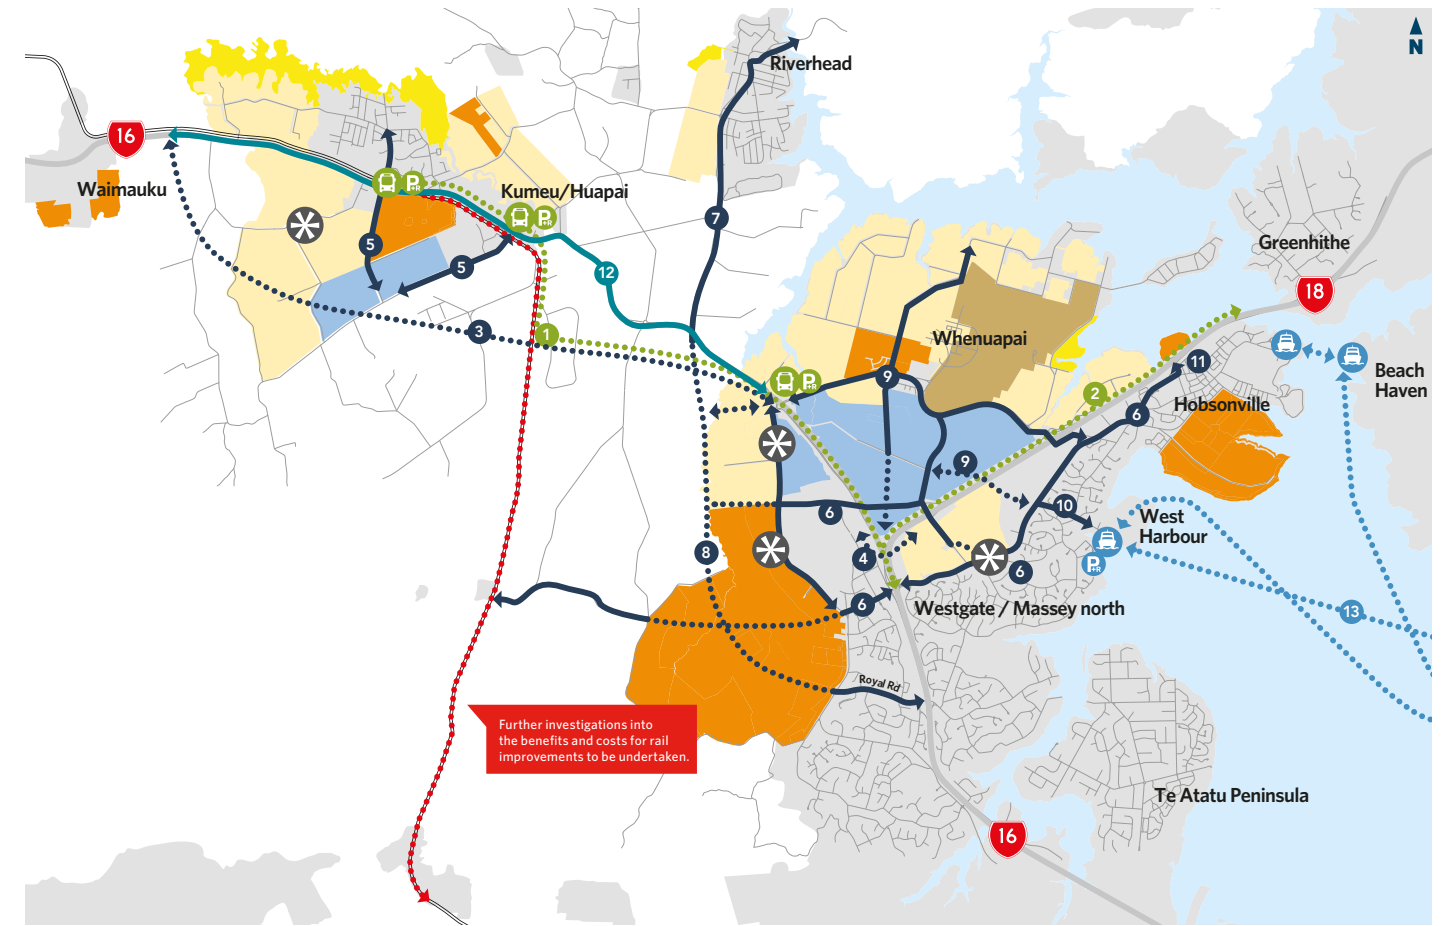 N
Riverhead
16
Waimauku
P
+R
Kumeu/Huapai
P
+R
7
5
5
12
Greenhithe
18
3
1
Whenuapai
11
Beach
Haven
P
+R
9
2
Hobsonville
6
9
6
10
West
Harbour
P
+R
8
4
6
6
Westgate / Massey north
13
Royal Rd
Further investigations into
the benefits and costs for rail
improvements to be undertaken.
Te Atatu Peninsula
16